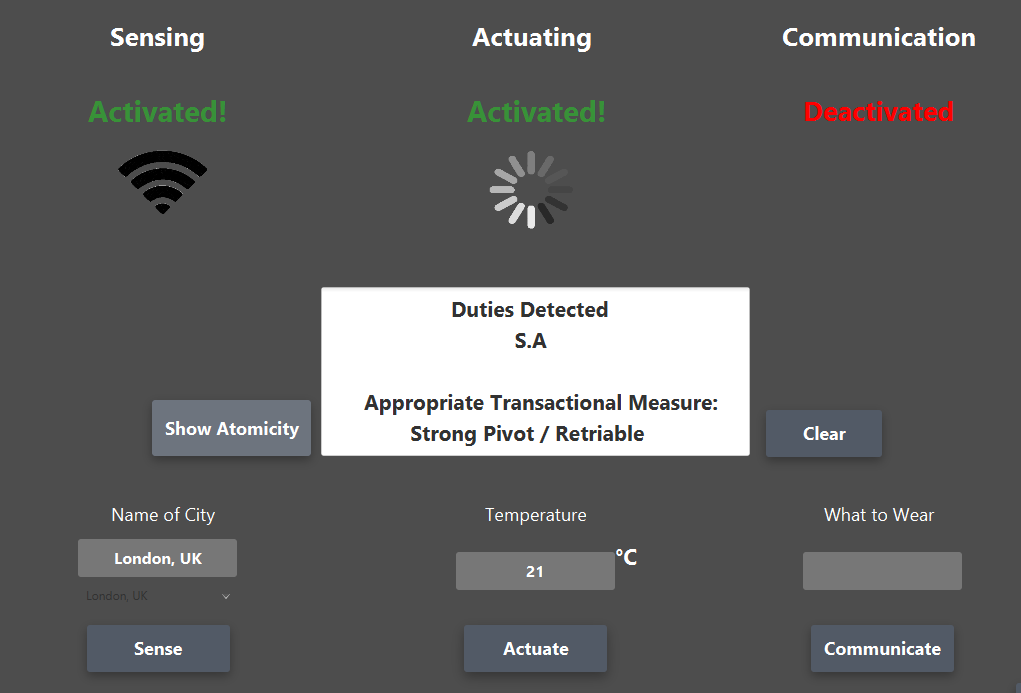 Sensing
Actuating
Communication
Activated!
Activated!
Deactivated
Duties Detected
S.A
Appropriate Transactional Measure:
Strong Pivot / Retriable
Show Atomicity
Clear
Name of City
Temperature
What to Wear
London, UK
21
°C
London, UK
Sense
Actuate
Communicate